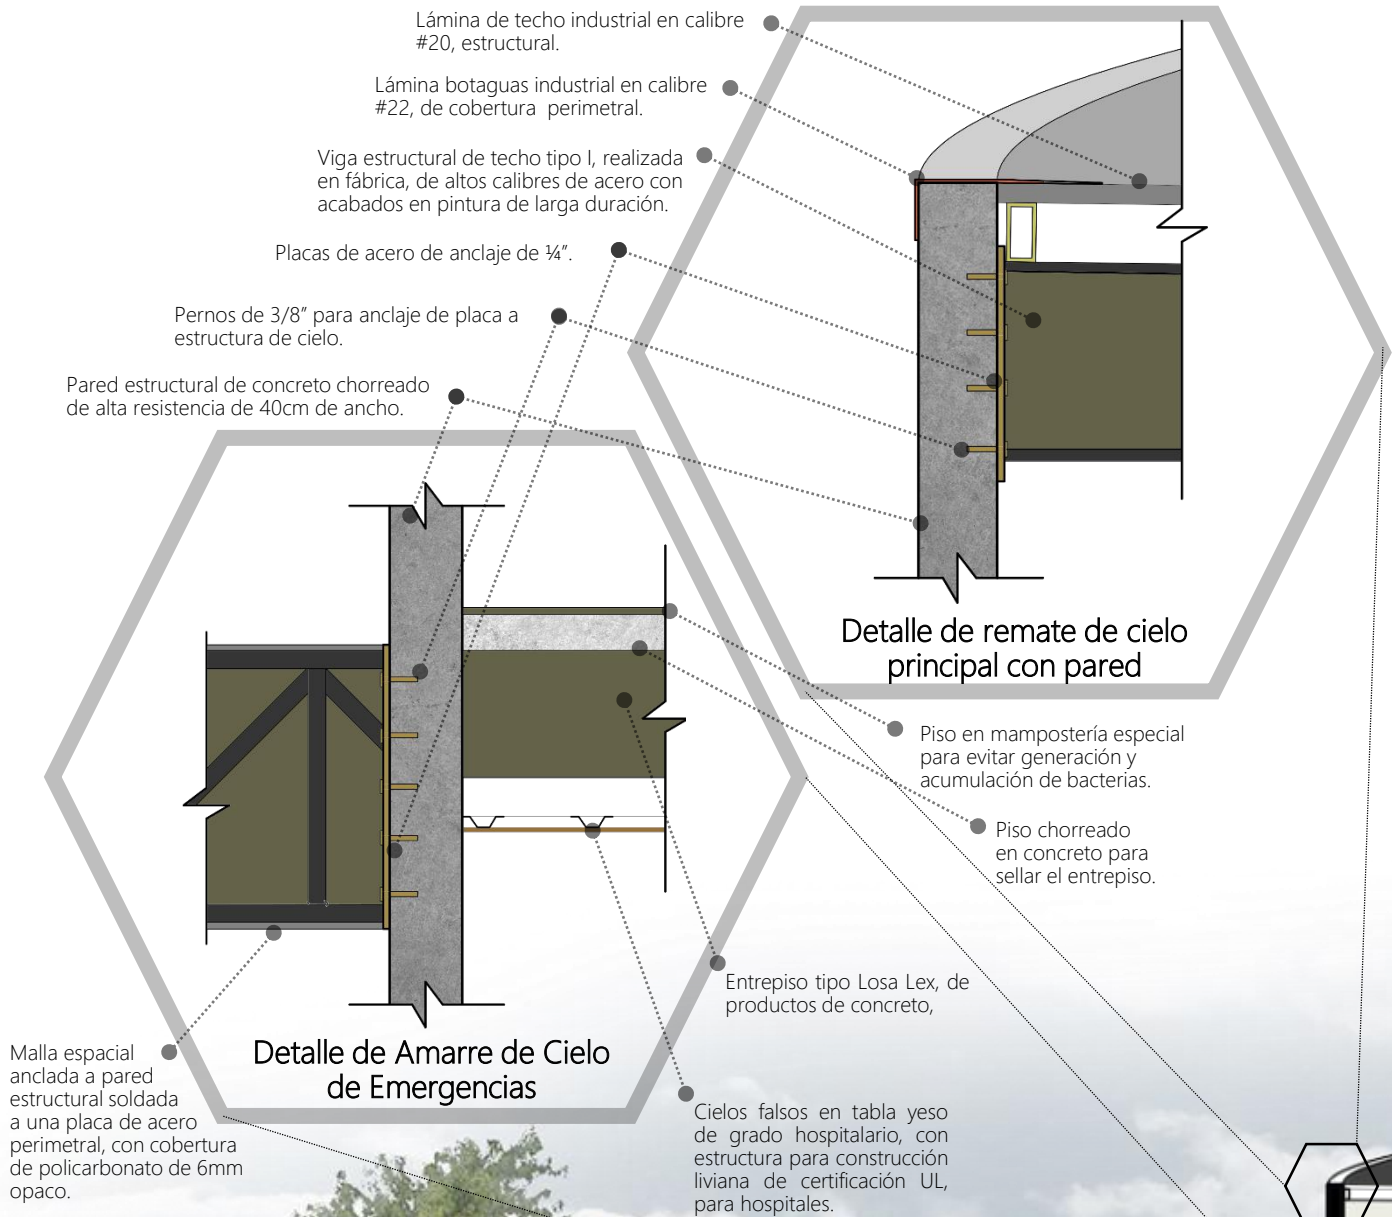 Lámina de techo industrial en calibre
#20, estructural.
Lámina botaguas industrial en calibre
#22, de cobertura perimetral.
Viga estructural de techo tipo I, realizada
en fábrica, de altos calibres de acero con
acabados en pintura de larga duración.
Placas de acero de anclaje de ¼”.
Pernos de 3/8” para anclaje de placa a
estructura de cielo.
Pared estructural de concreto chorreado
de alta resistencia de 40cm de ancho.
Detalle de remate de cielo
principal con pared
Piso en mampostería especial
para evitar generación y
acumulación de bacterias.
Piso chorreado
en concreto para
sellar el entrepiso.
Entrepiso tipo Losa Lex, de
productos de concreto,
Detalle de Amarre de Cielo
de Emergencias
Malla espacial
anclada a pared
estructural soldada
a una placa de acero
perimetral, con cobertura
de policarbonato de 6mm
opaco.
Cielos falsos en tabla yeso
de grado hospitalario, con
estructura para construcción
liviana de certificación UL,
para hospitales.